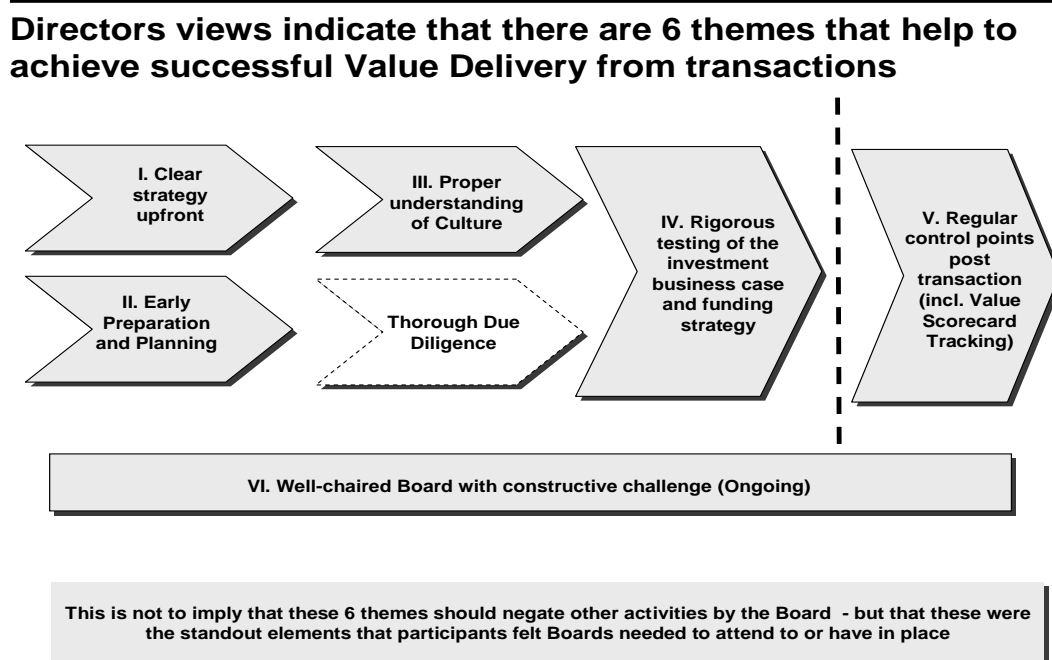 Directors views indicate that there are 6 themes that help to
achieve successful Value Delivery from transactions
I. Clear
strategy
upfront
II. Early
Preparation
and Planning
III. Proper
understanding
of Culture
Thorough Due
Diligence
IV. Rigorous
testing of the
investment
business case
and funding
strategy
V. Regular
control points
post
transaction
(incl. Value
Scorecard
Tracking)
VI. Well-chaired Board with constructive challenge (Ongoing)
This is not to imply that these 6 themes should negate other activities by the Board - but that these were
the standout elements that participants felt Boards needed to attend to or have in place